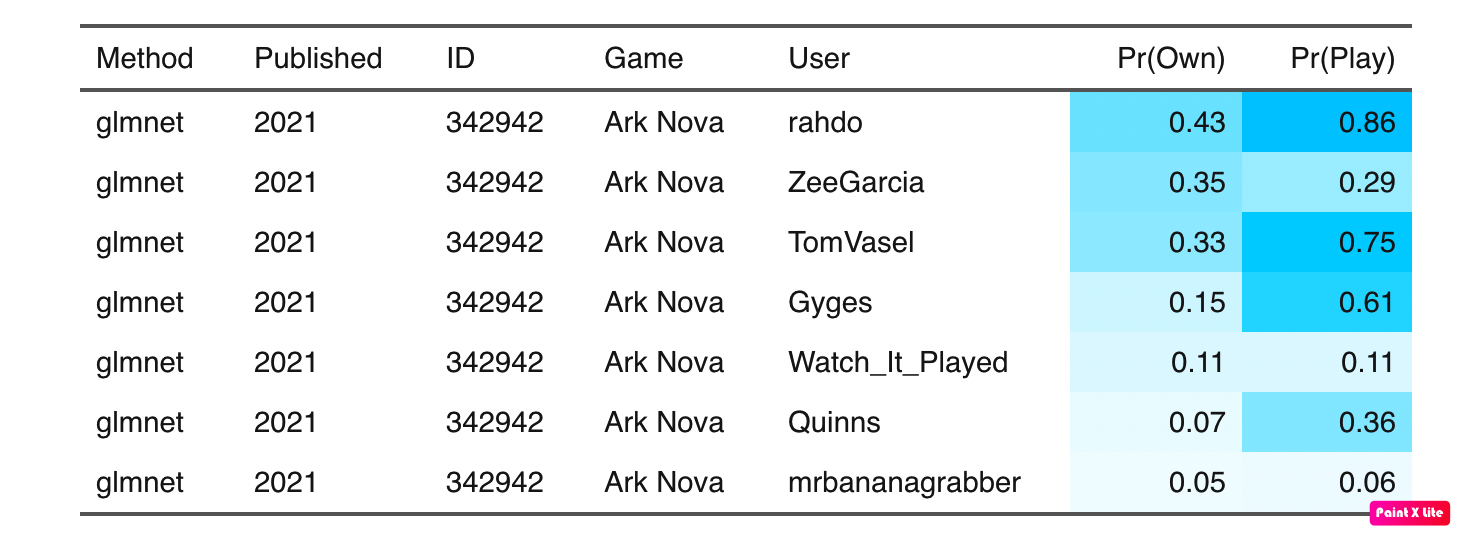 Method Published ID Game User Pr(Own) Pr(Play)
glmnet 2021 342942 Ark Nova rahdo 0.43 0.86
glmnet 2021 342942 Ark Nova ZeeGarcia 0.35 0.29
glmnet 2021 342942 Ark Nova TomVasel 0.33 0.75
glmnet 2021 342942 Ark Nova Gyges 0.15 0.61
glmnet 2021 342942 Ark Nova Watch_It_Played 0.11 0.11
glmnet 2021 342942 Ark Nova Quinns 0.07 0.36
glmnet 2021 342942 Ark Nova mrbananagrabber 0.05 0.06
Paint X Lite